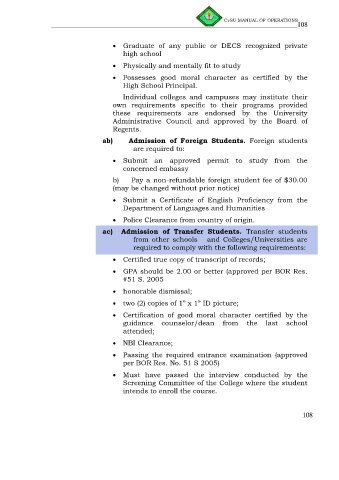 CvSU MANUAL OF OPERATIONS
108
• Graduate of any public or DECS recognized private
high school
• Physically and mentally fit to study
• Possesses good moral character as certified by the
High School Principal.
Individual colleges and campuses may institute their
own requirements specific to their programs provided
these requirements are endorsed by the University
Administrative Council and approved by the Board of
Regents.
ab) Admission of Foreign Students. Foreign students
are required to:
• Submit an approved permit to study from the
concerned embassy
b) Pay a non-refundable foreign student fee of $30.00
(may be changed without prior notice)
• Submit a Certificate of English Proficiency from the
Department of Languages and Humanities
• Police Clearance from country of origin.
ac) Admission of Transfer Students. Transfer students
from other schools and Colleges/Universities are
required to comply with the following requirements:
• Certified true copy of transcript of records;
• GPA should be 2.00 or better (approved per BOR Res.
#51 S. 2005
• honorable dismissal;
• two (2) copies of 1" x 1" ID picture;
• Certification of good moral character certified by the
guidance counselor/dean from the last school
attended;
• NBI Clearance;
• Passing the required entrance examination (approved
per BOR Res. No. 51 S 2005)
• Must have passed the interview conducted by the
Screening Committee of the College where the student
intends to enroll the course.
108